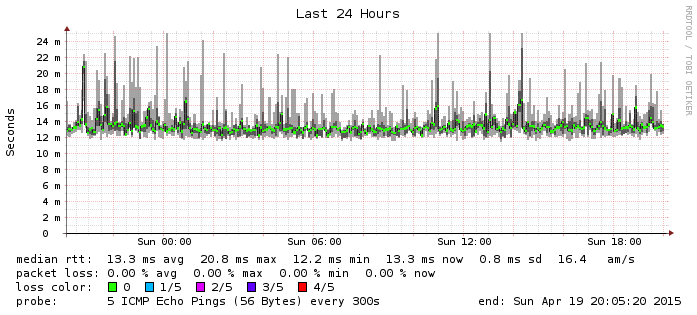 Last 24 Hours
RRDTOOL / TOBI OETIKER
Seconds
24 m
22 m
20 m
18 m
16 m
14 m
12 m
10 m
8 m
6 m
4 m
2 m
0
Sun 00:00 Sun 06:00 Sun 12:00 Sun 18:00
median rtt: 13.3 ms avg 20.8 ms max 12.2 ms min 13.3 ms now 0.8 ms sd 16.4 am/s
packet loss: 0.00 % avg 0.00 % max 0.00 % min 0.00 % now
loss color: 0 1/5 2/5 3/5 4/5
probe: 5 ICMP Echo Pings (56 Bytes) every 300s end: Sun Apr 19 20:05:20 2015